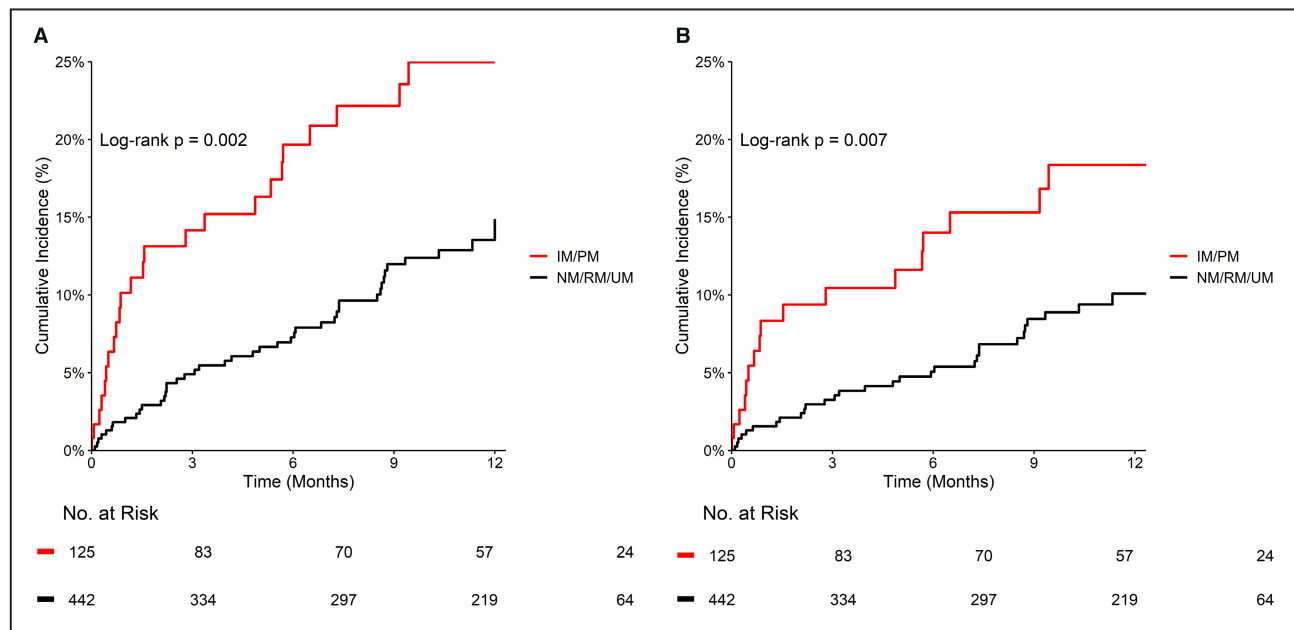 A
Cumulative Incidence (%)
25%
20%
15%
10%
5%
0%
Log-rank p = 0.002
IM/PM
NM/RM/UM
0 3 6 9 12
Time (Months)
No. at Risk
125 83 70 57 24
442 334 297 219 64
B
Cumulative Incidence (%)
25%
20%
15%
10%
5%
0%
Log-rank p = 0.007
IM/PM
NM/RM/UM
0 3 6 9 12
Time (Months)
No. at Risk
125 83 70 57 24
442 334 297 219 64